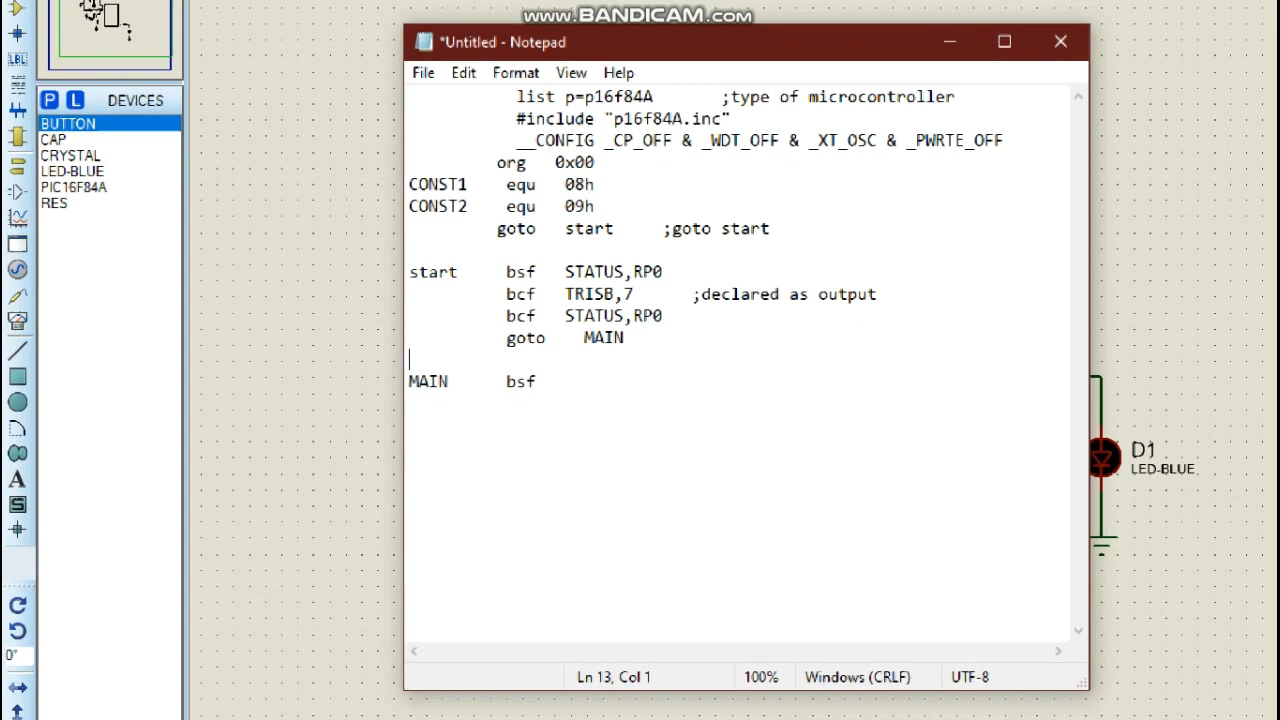 www.BANDICAM.com
*Untitled - Notepad
File Edit Format View Help
list p=p16f84A ;type of microcontroller
#include "p16f84A.inc"
__CONFIG _CP_OFF & _WDT_OFF & _XT_OSC & _PWRTE_OFF
org 0x00
CONST1 equ 08h
CONST2 equ 09h
goto start ;goto start
start bsf STATUS,RP0
bcf TRISB,7 ;declared as output
bcf STATUS,RP0
goto MAIN
MAIN bsf
Ln 13, Col 1 100% Windows (CRLF) UTF-8
LBL
P L DEVICES
BUTTON
CAP
CRYSTAL
LED-BLUE
PIC16F84A
RES
A
S
0°
D1
LED-BLUE